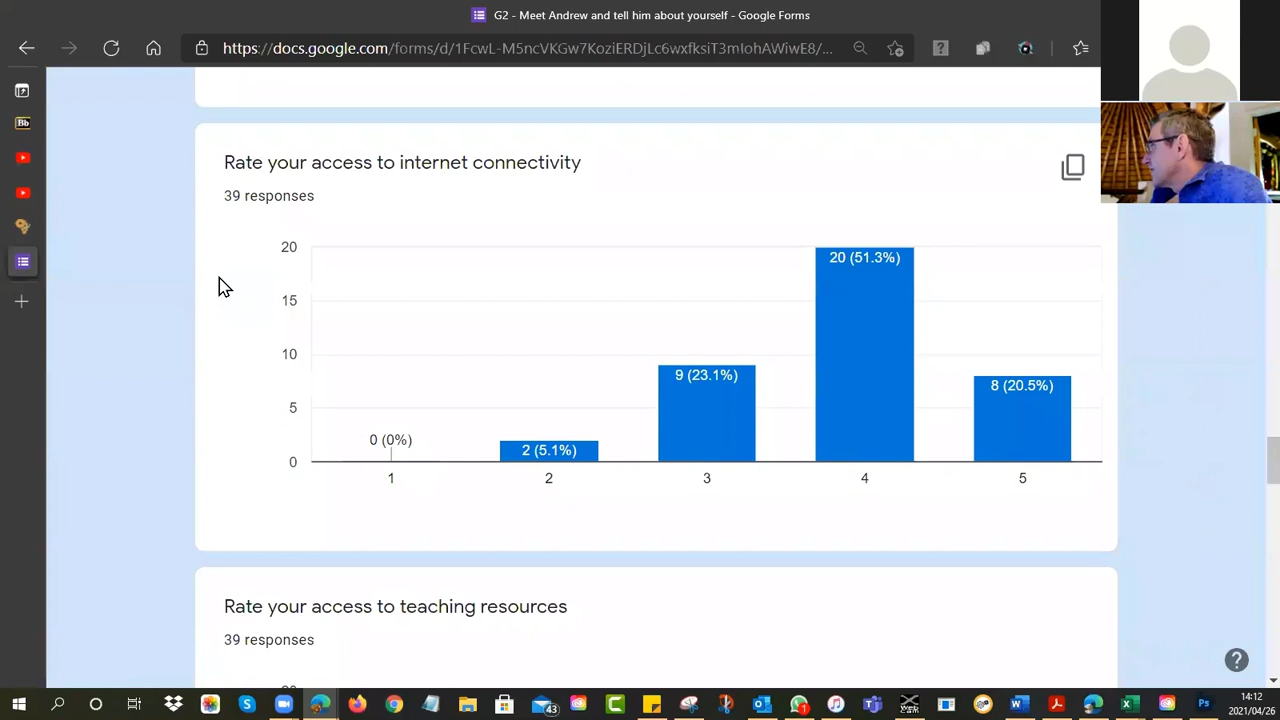 G2 - Meet Andrew and tell him about yourself - Google Forms
https://docs.google.com/forms/d/1FcwL-M5ncVKGw7KoziERDjLc6wxfksiT3mIohAWiwE8/...
Bb
Rate your access to internet connectivity
39 responses
20
15
10
5
0
0 (0%)
2 (5.1%)
9 (23.1%)
20 (51.3%)
8 (20.5%)
1 2 3 4 5
Rate your access to teaching resources
39 responses
43
1
14:12
2021/04/26